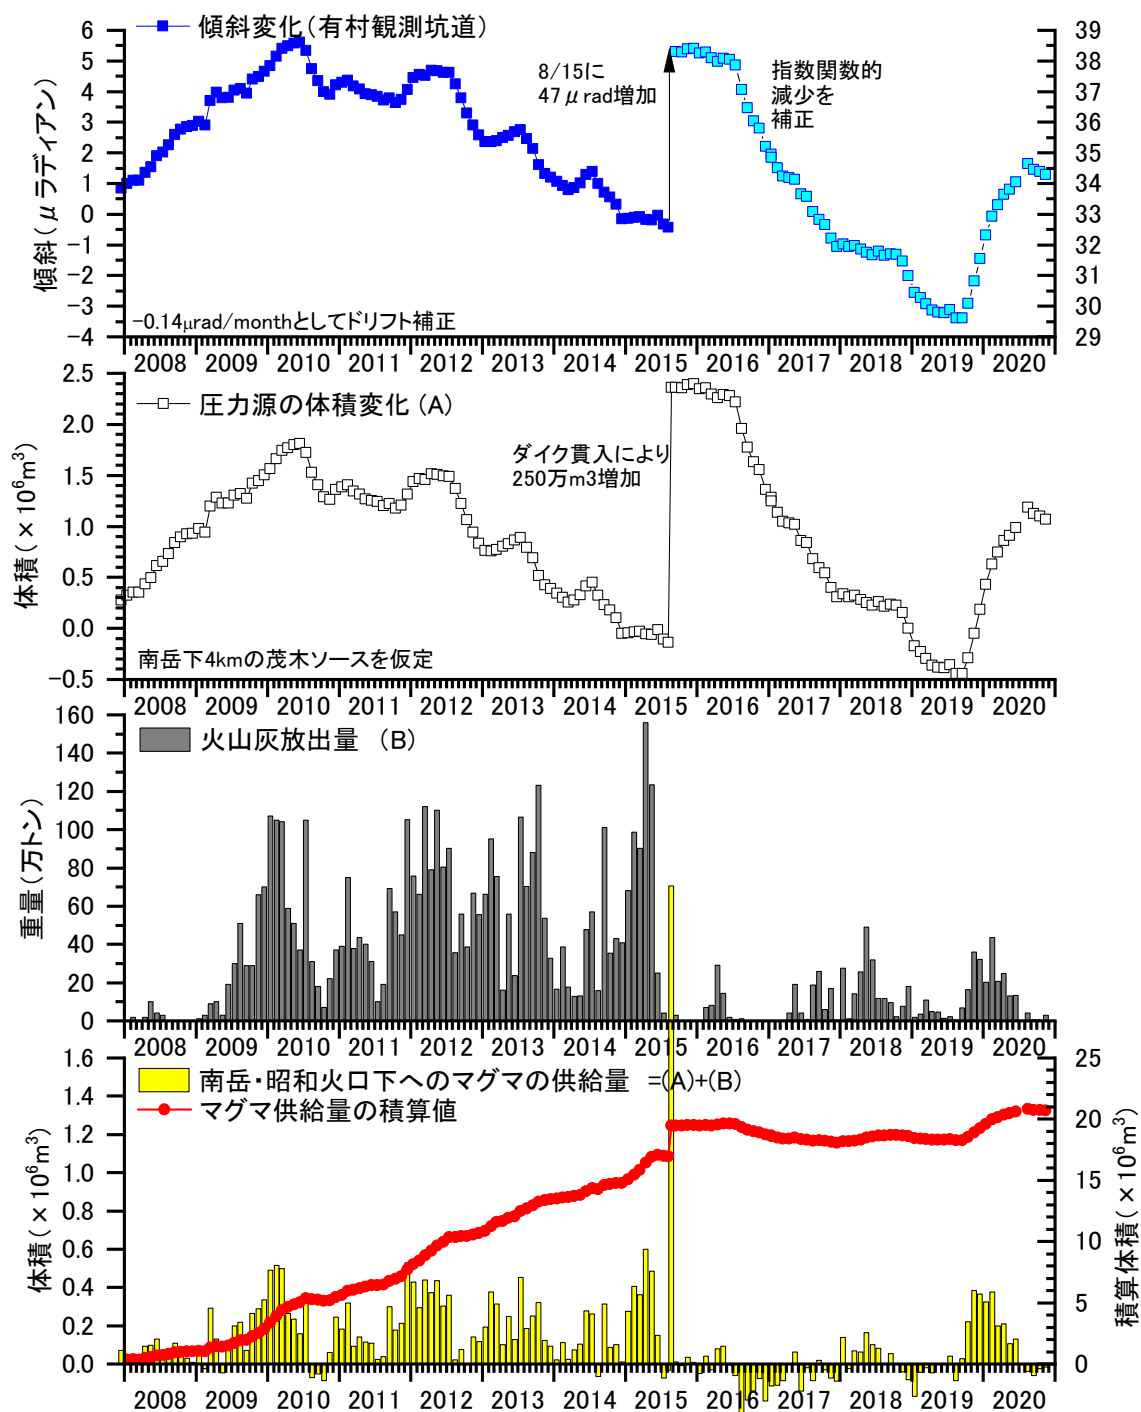 傾斜変化(有村観測坑道)
傾斜(μラディアン)
6
5
4
3
2
1
0
−1
−2
−3
−4
39
38
37
36
35
34
33
32
31
30
29
8/15に
47μrad増加
指数関数的
減少を
補正
−0.14μrad/monthとしてドリフト補正
2008 2009 2010 2011 2012 2013 2014 2015 2016 2017 2018 2019 2020
圧力源の体積変化 (A)
体積(×10⁶m³)
2.5
2.0
1.5
1.0
0.5
0.0
−0.5
ダイク貫入により
250万m3増加
南岳下4kmの茂木ソースを仮定
2008 2009 2010 2011 2012 2013 2014 2015 2016 2017 2018 2019 2020
火山灰放出量 (B)
重量(万トン)
160
140
120
100
80
60
40
20
0
2008 2009 2010 2011 2012 2013 2014 2015 2016 2017 2018 2019 2020
南岳・昭和火口下へのマグマの供給量 =(A)+(B)
マグマ供給量の積算値
体積(×10⁶m³)
1.6
1.4
1.2
1.0
0.8
0.6
0.4
0.2
0.0
25
20
15
10
5
0
積算体積(×10⁶m³)
2008 2009 2010 2011 2012 2013 2014 2015 2016 2017 2018 2019 2020